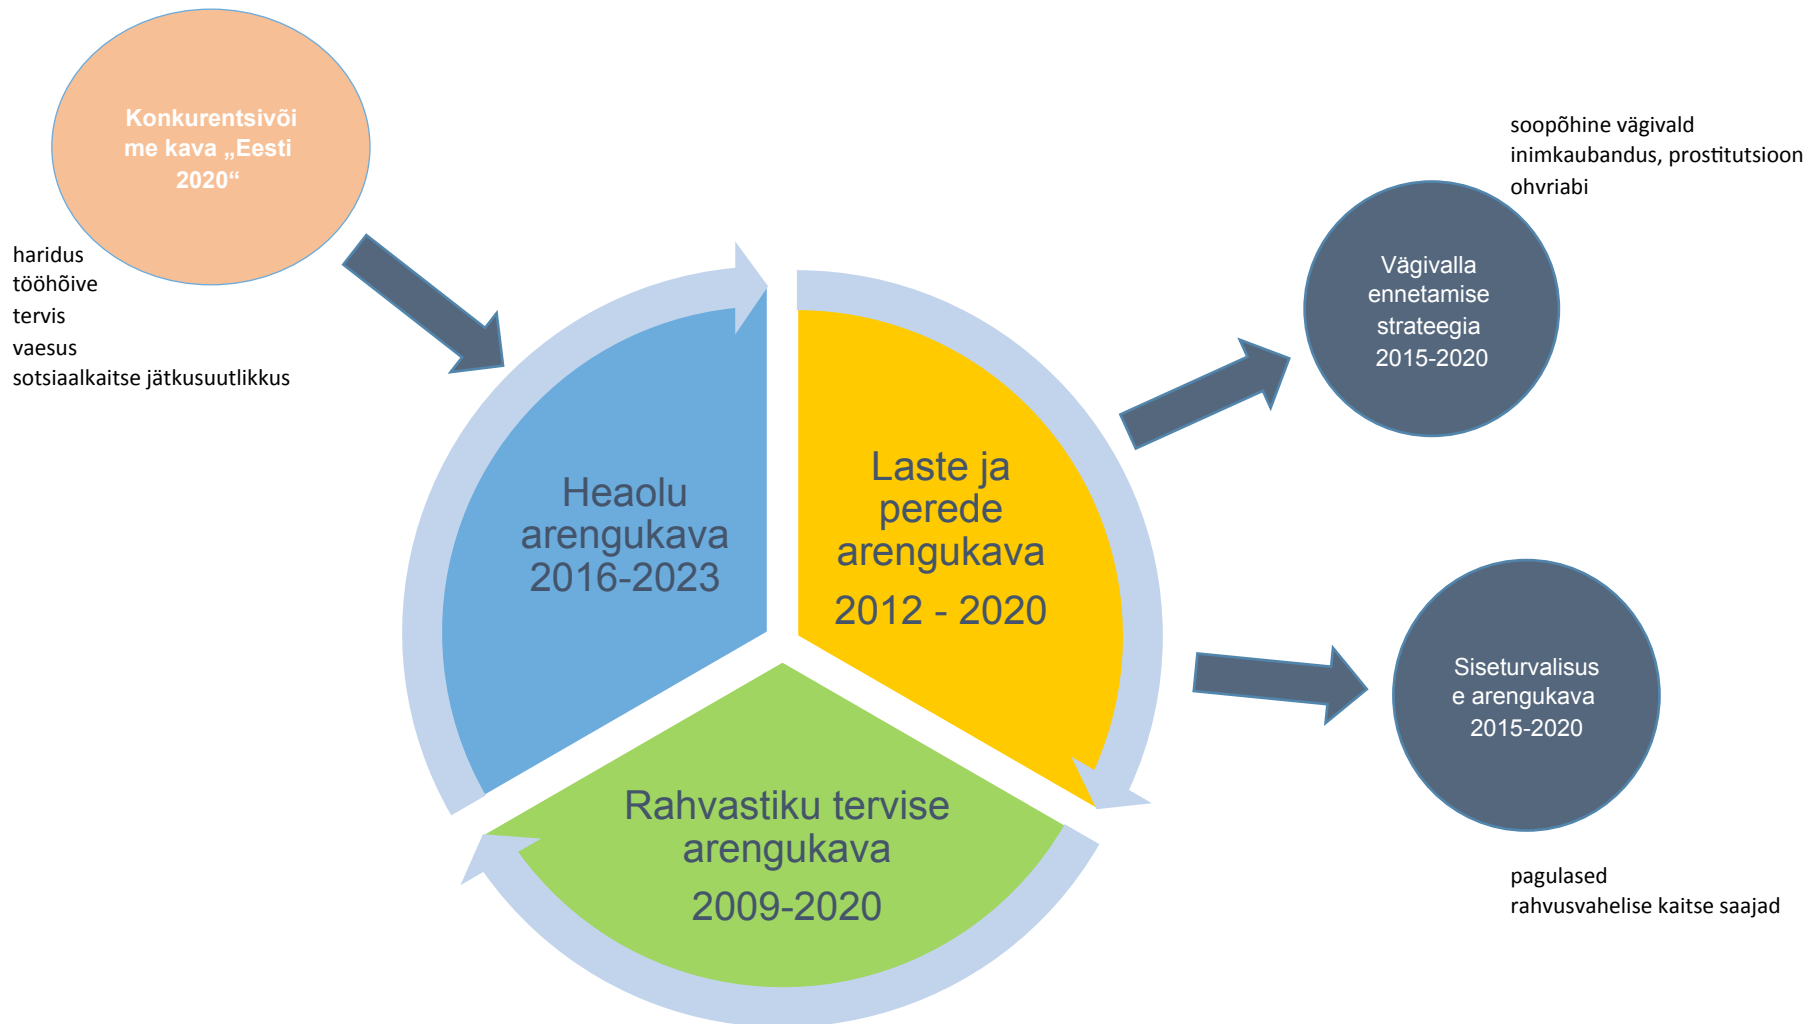 Konkurentsivõi
me kava „Eesti
2020“
haridus
tööhõive
tervis
vaesus
sotsiaalkaitse jätkusuutlikkus
Heaolu
arengukava
2016-2023
Laste ja
perede
arengukava
2012 - 2020
Rahvastiku tervise
arengukava
2009-2020
soopõhine vägivald
inimkaubandus, prostitutsioon
ohvriabi
Vägivalla
ennetamise
strateegia
2015-2020
Siseturvalisus
e arengukava
2015-2020
pagulased
rahvusvahelise kaitse saajad